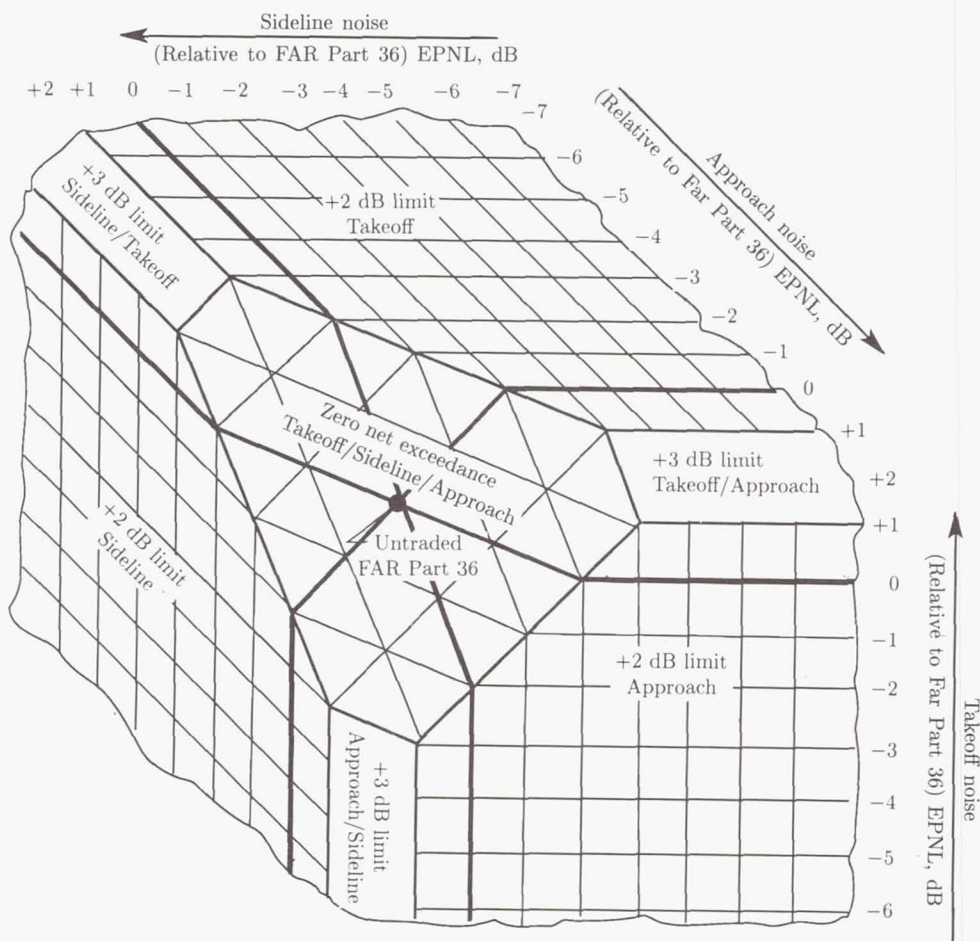 Sideline noise
(Relative to FAR Part 36) EPNL, dB
+2 +1 0 −1 −2 −3 −4 −5 −6 −7
−7
−6
−5
−4
−3
−2
−1
0
+1
+2
+1
0
−1
−2
−3
−4
−5
−6
Approach noise
(Relative to Far Part 36) EPNL, dB
+3 dB limit
Sideline/Takeoff
+2 dB limit
Takeoff
Zero net exceedance
Takeoff/Sideline/Approach
+3 dB limit
Takeoff/Approach
+2 dB limit
Sideline
Untraded
FAR Part 36
+2 dB limit
Approach
+3 dB limit
Approach/Sideline
Takeoff noise
(Relative to Far Part 36) EPNL, dB